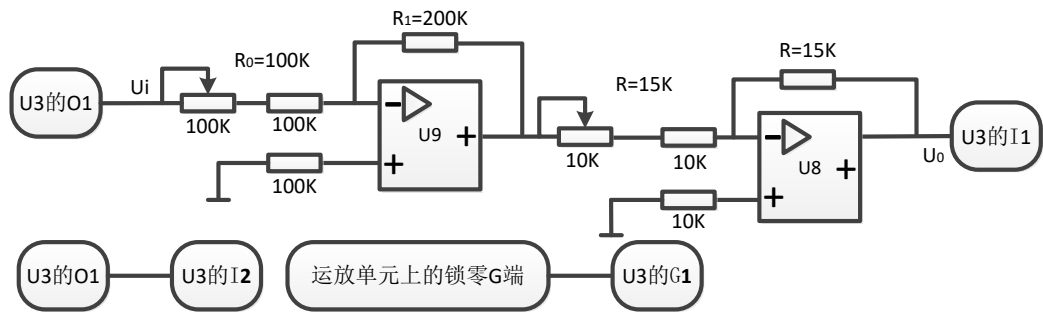 R₁=200K
R₀=100K
R=15K
U3的O1
Ui
R=15K
100K
100K
U9
10K
10K
U8
U3的I1
U₀
100K
10K
U3的O1
U3的I2
运放单元上的锁零G端
U3的G1